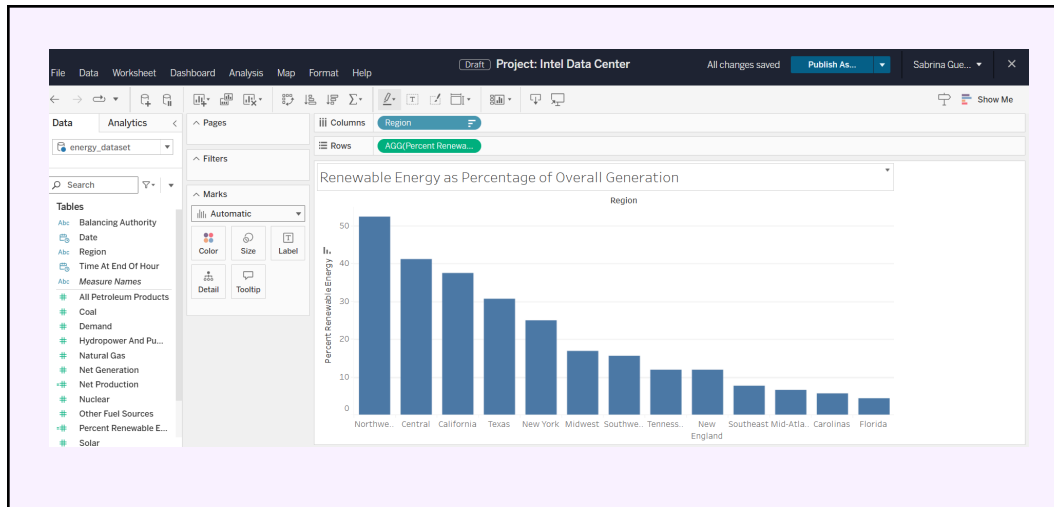 Draft Project: Intel Data Center All changes saved Publish As... Sabrina Gue...
File Data Worksheet Dashboard Analysis Map Format Help
Show Me
Data Analytics
energy_dataset
Search
Tables
Abc Balancing Authority
Date
Abc Region
Time At End Of Hour
Abc Measure Names
# All Petroleum Products
# Coal
# Demand
# Hydropower And Pu...
# Natural Gas
# Net Generation
=# Net Production
# Nuclear
# Other Fuel Sources
=# Percent Renewable E...
# Solar
Pages
Filters
Marks
Automatic
Color Size Label
Detail Tooltip
Columns Region
Rows AGG(Percent Renewa...
Renewable Energy as Percentage of Overall Generation
Region
Percent Renewable Energy
50
40
30
20
10
0
Northwe.. Central California Texas New York Midwest Southwe.. Tenness.. New England Southeast Mid-Atla.. Carolinas Florida